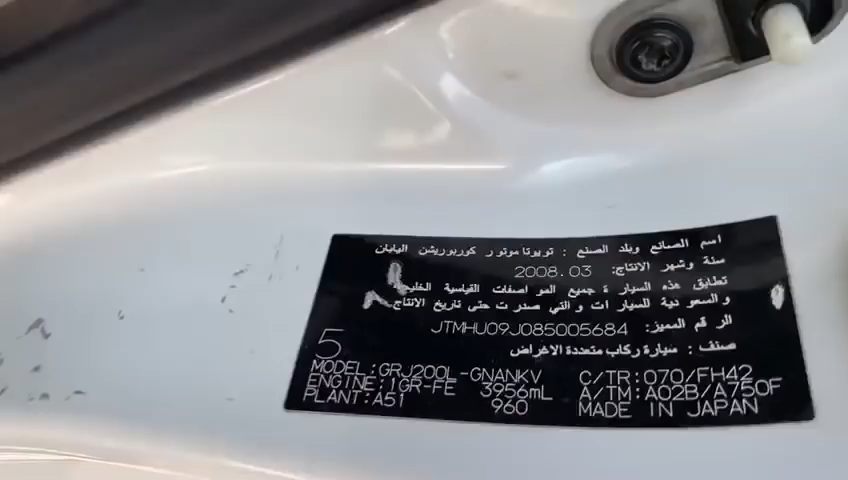 اسم الصانع وبلد الصنع : تويوتا موتور كوربوريشن اليابان
سنة وشهر الانتاج: 2008.03
تطابق هذه السيارة جميع المواصفات القياسية الخليجية
والسعودية للسيارات والتي صدرت حتى تاريخ الانتاج
الرقم المميز: JTMHU09J085005684
صنف : سيارة ركاب متعددة الاغراض
5
MODEL:GRJ200L-GNANKV C/TR:070/FH42
ENGINE:1GR-FE 3956mL A/TM:A02B/A750F
PLANT:A51 960 MADE IN JAPAN